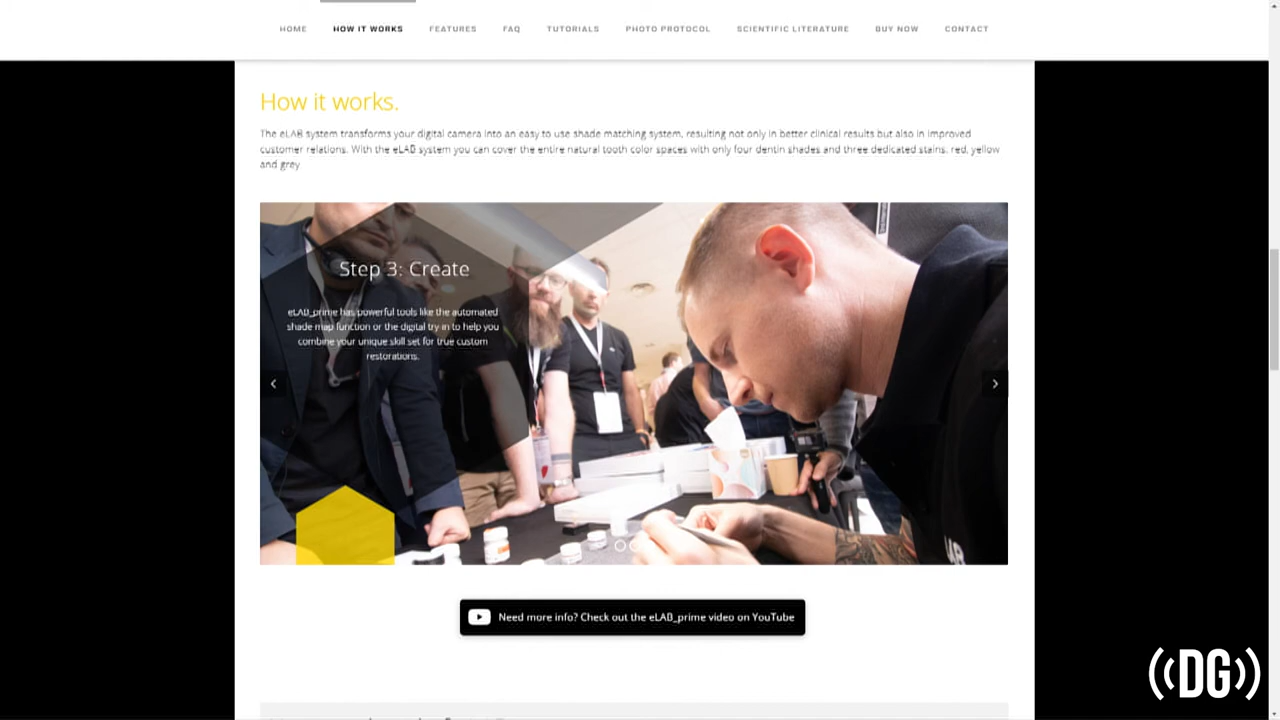 HOME HOW IT WORKS FEATURES FAQ TUTORIALS PHOTO PROTOCOL SCIENTIFIC LITERATURE BUY NOW CONTACT
How it works.
The eLAB system transforms your digital camera into an easy to use shade matching system, resulting not only in better clinical results but also in improved
customer relations. With the eLAB system you can cover the entire natural tooth color spaces with only four dentin shades and three dedicated stains: red, yellow
and grey.
Step 3: Create
eLAB_prime has powerful tools like the automated
shade map function or the digital try-in to help you
combine your unique skill set for true custom
restorations.
Need more info? Check out the eLAB_prime video on YouTube
((DG))